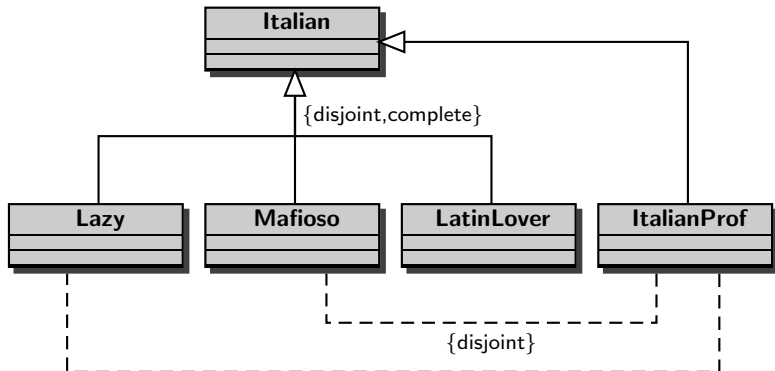 Italian
{disjoint,complete}
Lazy
Mafioso
LatinLover
ItalianProf
{disjoint}